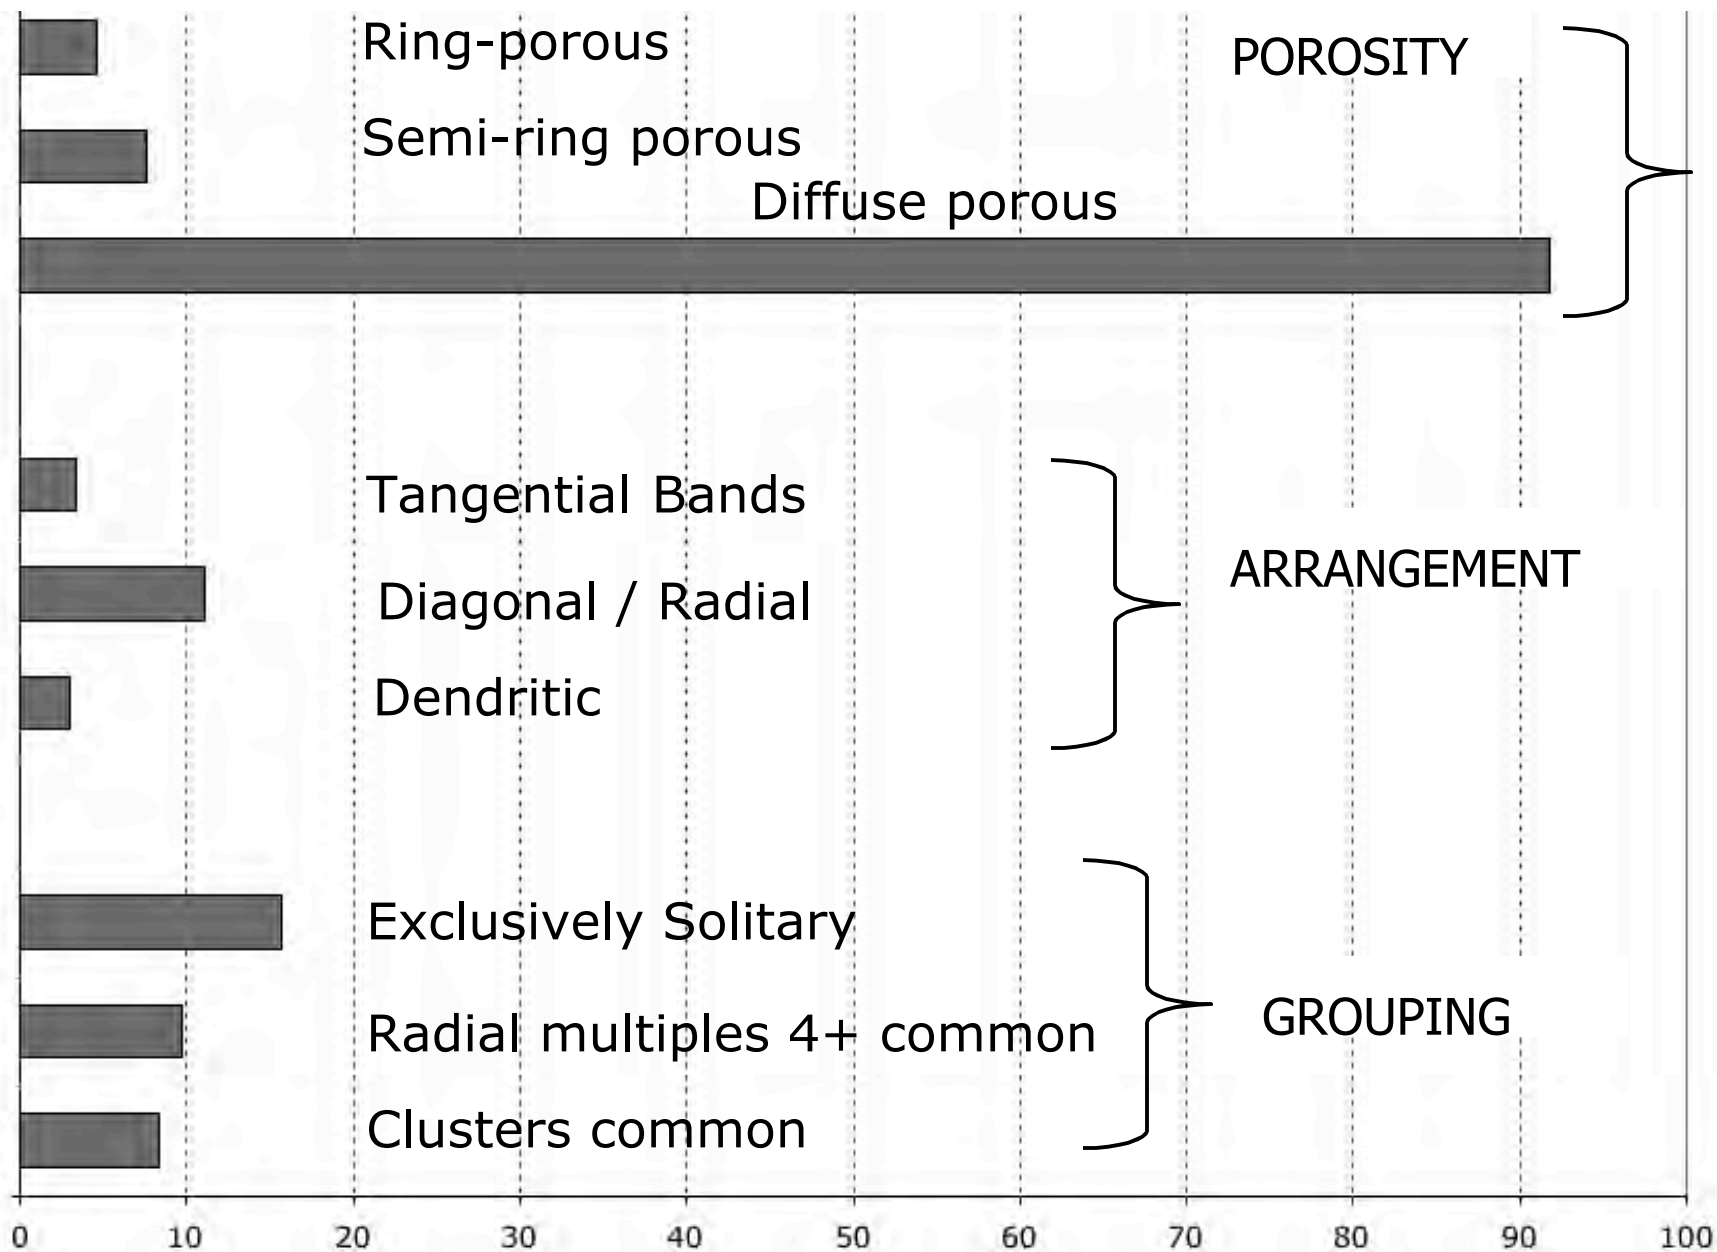 Ring-porous
POROSITY
Semi-ring porous
Diffuse porous
Tangential Bands
ARRANGEMENT
Diagonal / Radial
Dendritic
Exclusively Solitary
Radial multiples 4+ common
GROUPING
Clusters common
0 10 20 30 40 50 60 70 80 90 100